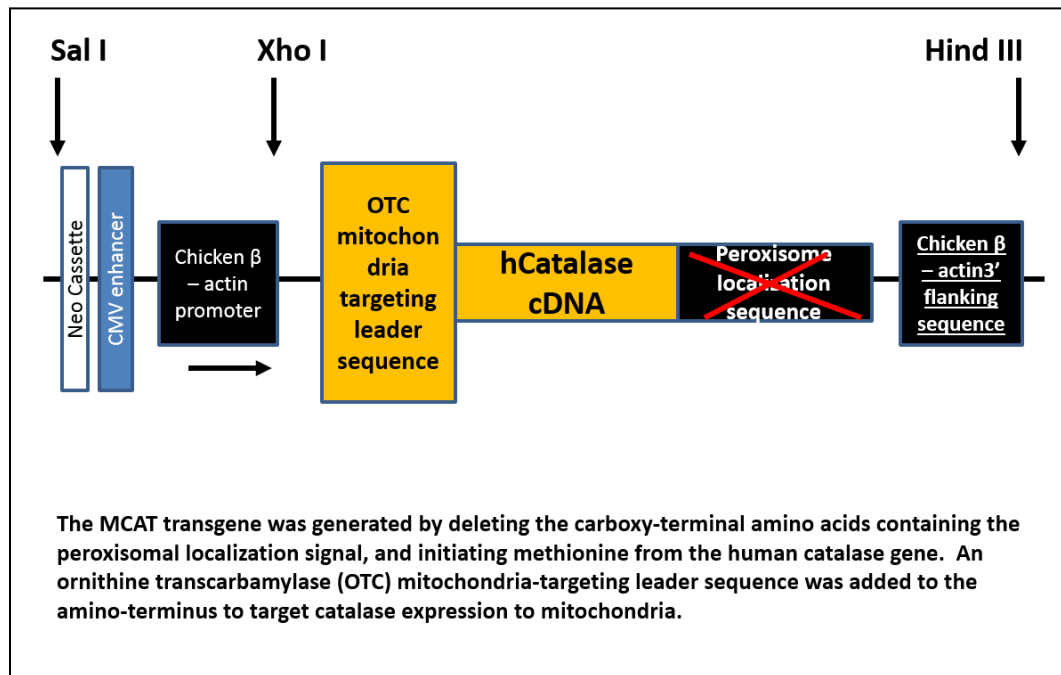 Sal I
Xho I
Hind III
Neo Cassette
CMV enhancer
Chicken β
– actin
promoter
OTC
mitochon
dria
targeting
leader
sequence
hCatalase
cDNA
Peroxisome
localization
sequence
Chicken β
– actin3'
flanking
sequence
The MCAT transgene was generated by deleting the carboxy-terminal amino acids containing the
peroxisomal localization signal, and initiating methionine from the human catalase gene.  An
ornithine transcarbamylase (OTC) mitochondria-targeting leader sequence was added to the
amino-terminus to target catalase expression to mitochondria.